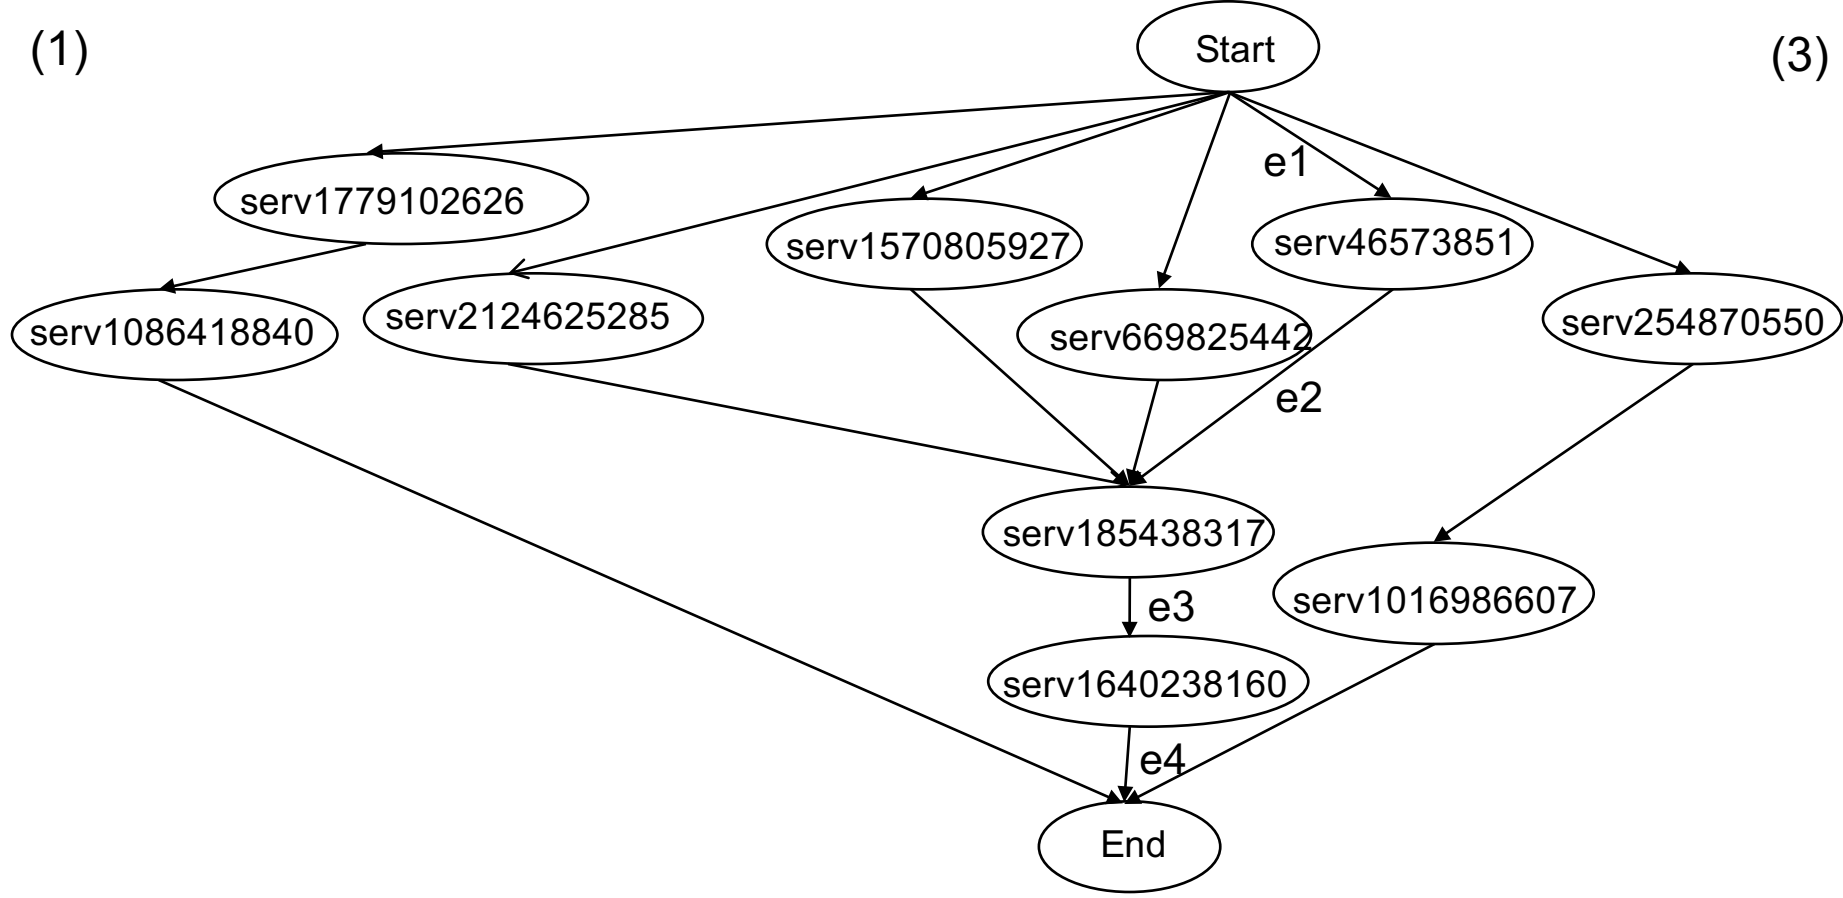 (1)
Start
(3)
e1
serv1779102626
serv1570805927
serv46573851
serv1086418840
serv2124625285
serv669825442
serv254870550
e2
serv185438317
e3
serv1016986607
serv1640238160
e4
End